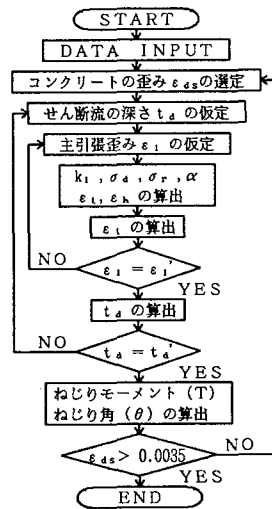 START
DATA INPUT
コンクリートの歪み ε_dsの選定
せん断流の深さ t_d の仮定
主引張歪み ε_1 の仮定
k_1 , σ_d , σ_r , α
ε_t , ε_h の算出
ε_1 の算出
NO
ε_1 = ε_1'
YES
t_d の算出
NO
t_d = t_d'
YES
ねじりモーメント (T)
ねじり角 (θ) の算出
NO
ε_ds > 0.0035
YES
END